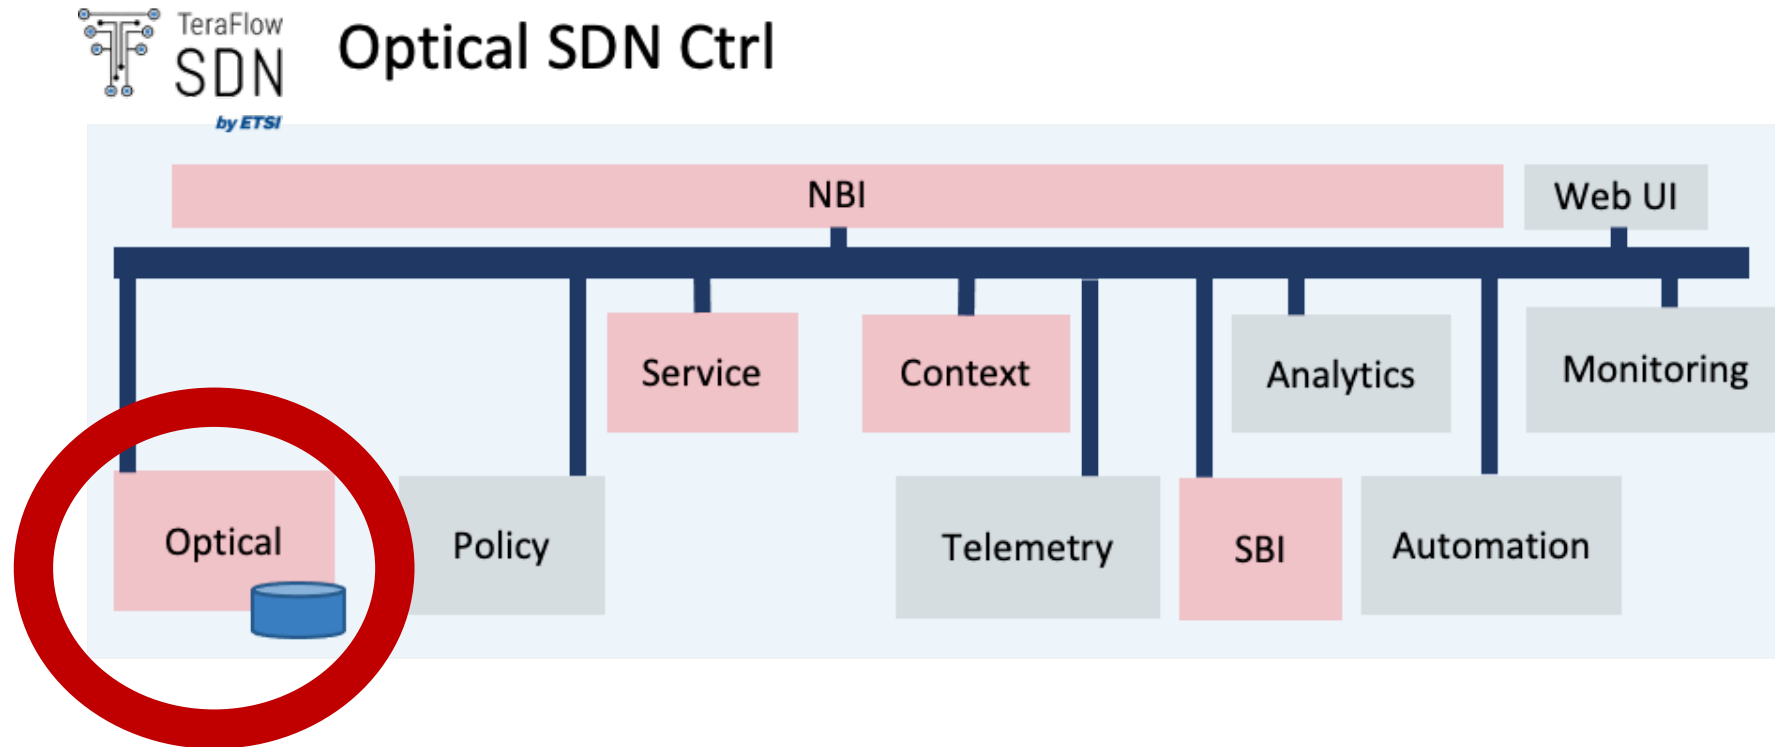 TeraFlow
SDN
by ETSI
Optical SDN Ctrl
NBI
Web UI
Service
Context
Analytics
Monitoring
Optical
Policy
Telemetry
SBI
Automation